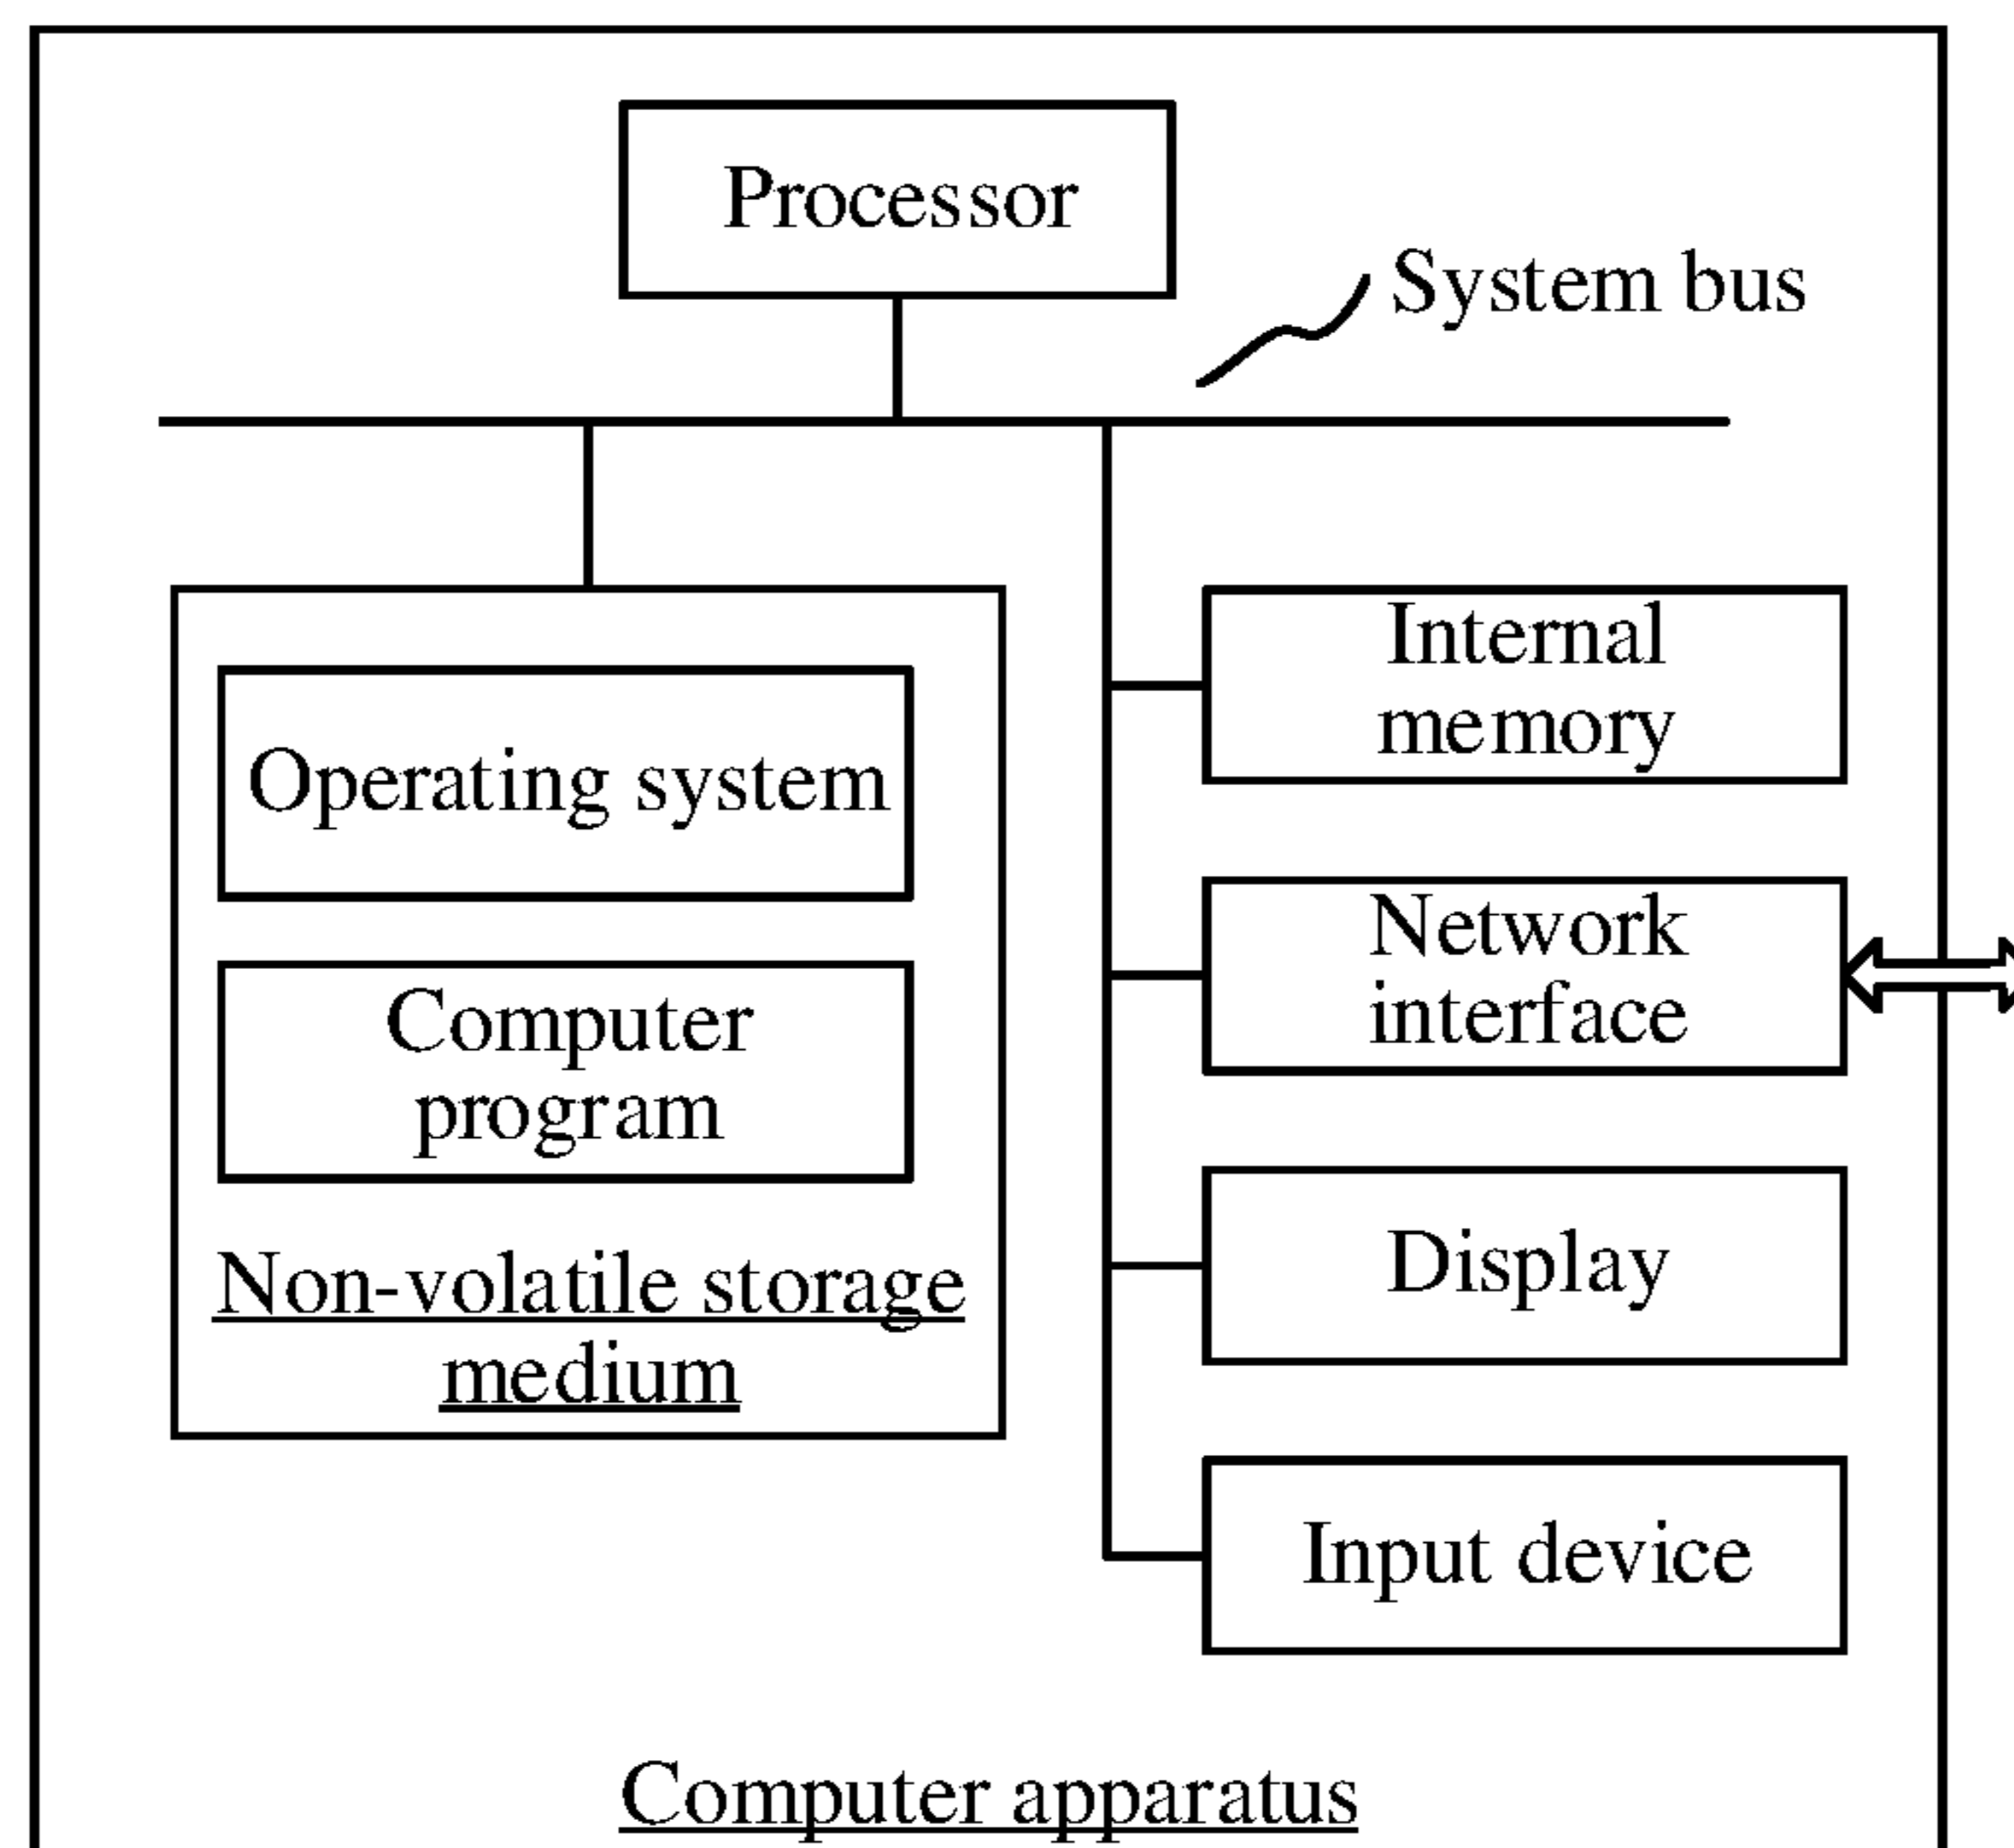 Processor
System bus
Operating system
Computer
program
Non-volatile storage
medium
Internal
memory
Network
interface
Display
Input device
Computer apparatus